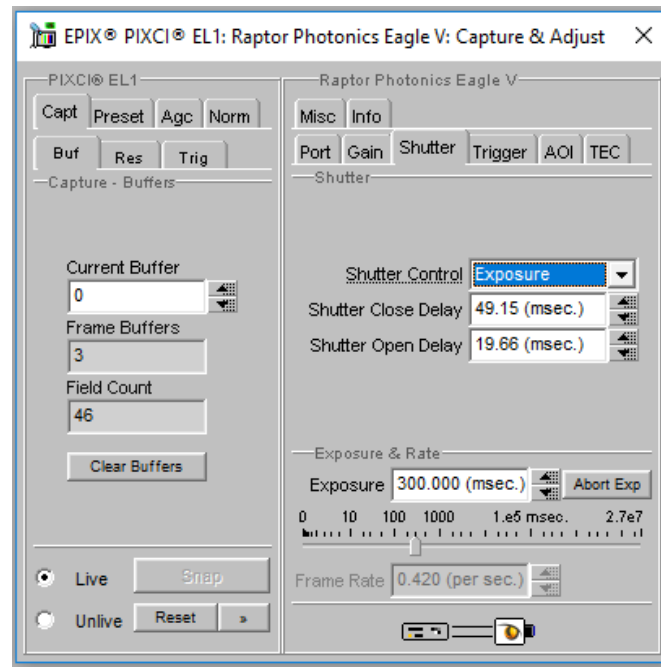 EPIX® PIXCI® EL1: Raptor Photonics Eagle V: Capture & Adjust
PIXCI® EL1
Capt Preset Agc Norm
Buf Res Trig
Capture - Buffers
Current Buffer
0
Frame Buffers
3
Field Count
46
Clear Buffers
Live Snap
Unlive Reset »
Raptor Photonics Eagle V
Misc Info
Port Gain Shutter Trigger AOI TEC
Shutter
Shutter Control Exposure
Shutter Close Delay 49.15 (msec.)
Shutter Open Delay 19.66 (msec.)
Exposure & Rate
Exposure 300.000 (msec.) Abort Exp
0 10 100 1000 1.e5 msec. 2.7e7
Frame Rate 0.420 (per sec.)